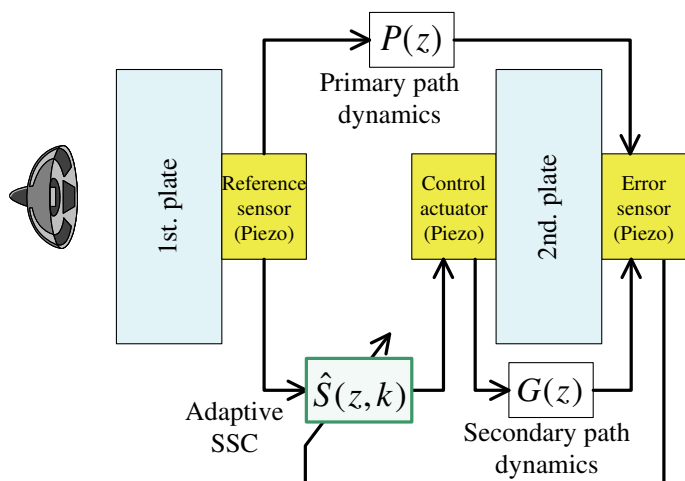 P(z)
Primary path
dynamics
1st. plate
Reference
sensor
(Piezo)
Control
actuator
(Piezo)
2nd. plate
Error
sensor
(Piezo)
Adaptive
SSC
Ŝ(z,k)
G(z)
Secondary path
dynamics